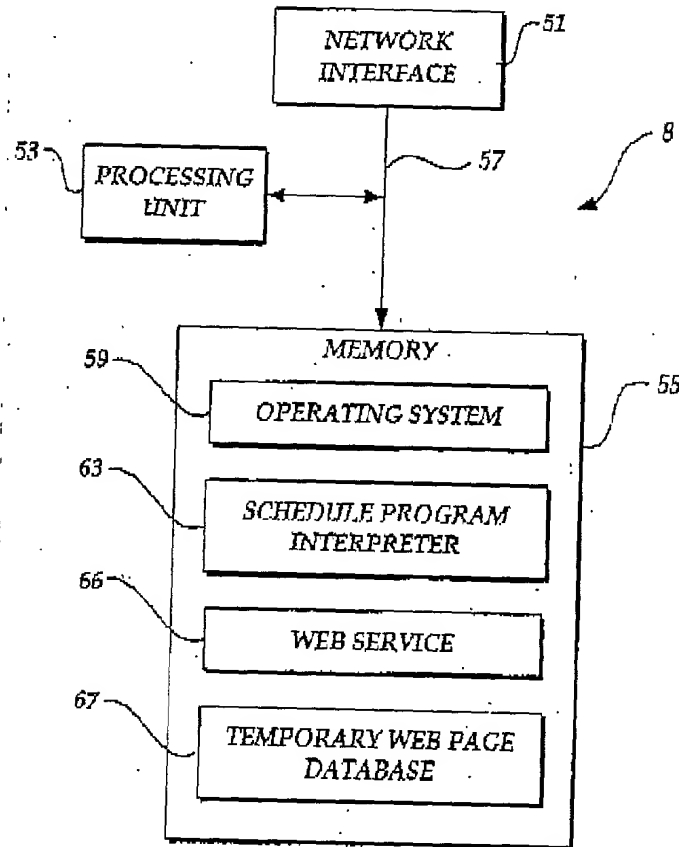 NETWORK
INTERFACE
51
8
53
PROCESSING
UNIT
57
MEMORY
59
55
OPERATING SYSTEM
63
SCHEDULE PROGRAM
INTERPRETER
66
WEB SERVICE
67
TEMPORARY WEB PAGE
DATABASE